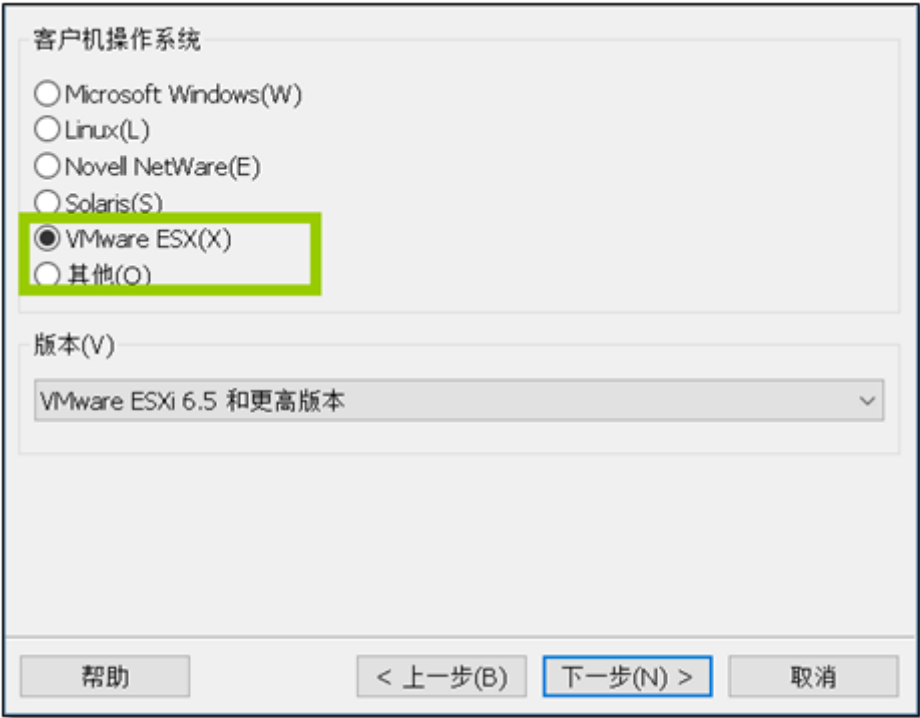 客户机操作系统
Microsoft Windows(W)
Linux(L)
Novell NetWare(E)
Solaris(S)
VMware ESX(X)
其他(O)
版本(V)
VMware ESXi 6.5 和更高版本
帮助 < 上一步(B) 下一步(N) > 取消